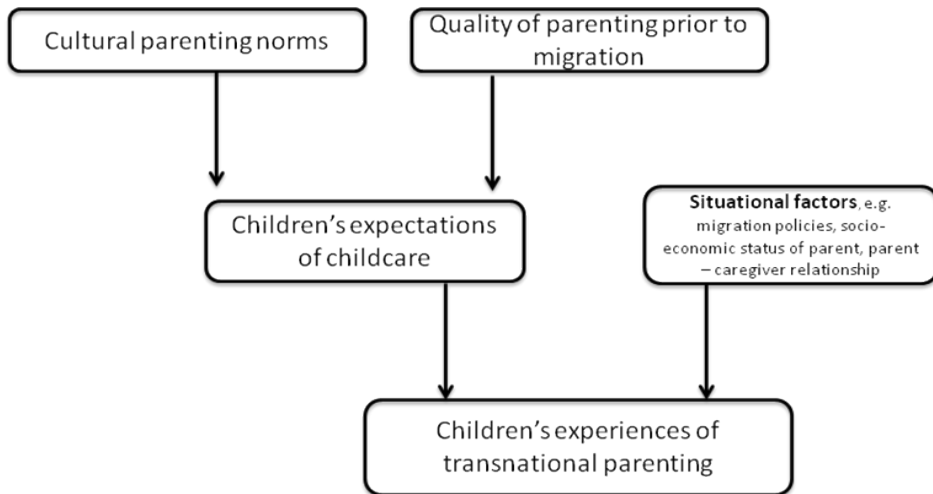 Cultural parenting norms
Quality of parenting prior to
migration
Children’s expectations
of childcare
Situational factors, e.g.
migration policies, socio-
economic status of parent, parent
– caregiver relationship
Children’s experiences of
transnational parenting